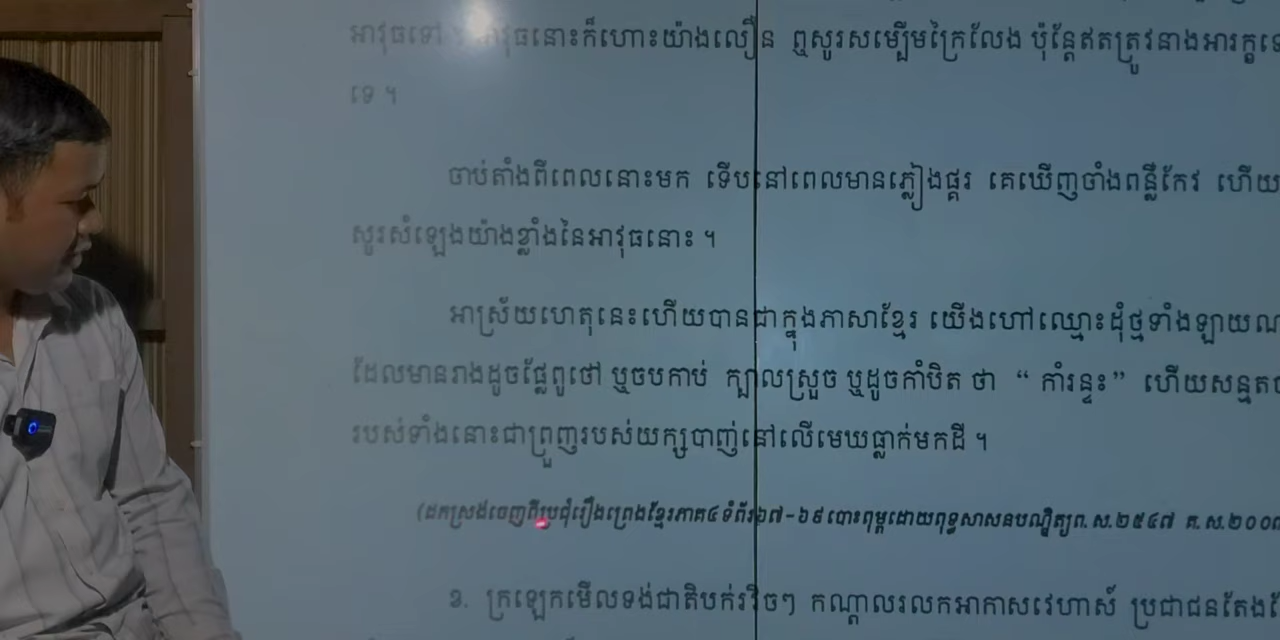 អាវុធទៅ អាវុធនោះក៏ហោះយ៉ាងលឿន ឮសូរសម្បើមក្រៃលែង ប៉ុន្តែឥតត្រូវនាងអារក្ខទេ
ទេ ។
ចាប់តាំងពីពេលនោះមក ទើបនៅពេលមានភ្លៀងផ្គរ គេឃើញចាំងពន្លឺកែវ ហើយ
សូរសំឡេងយ៉ាងខ្លាំងនៃអាវុធនោះ ។
អាស្រ័យហេតុនេះហើយបានជាក្នុងភាសាខ្មែរ យើងហៅឈ្មោះដុំថ្មទាំងឡាយណ
ដែលមានរាងដូចផ្លែពូថៅ ឬចបកាប់ ក្បាលស្រួច ឬដូចកាំបិត ថា “ កាំរន្ទះ” ហើយសន្មត
របស់ទាំងនោះជាព្រួញរបស់យក្សបាញ់នៅលើមេឃធ្លាក់មកដី ។
(ដកស្រង់ចេញពីប្រជុំរឿងព្រេងខ្មែរភាគ៤ទំព័រ៦៧-៦៩បោះពុម្ពដោយពុទ្ធសាសនបណ្ឌិត្យព.ស.២៥៤៧ គ.ស.២០០៣
ខ. ក្រឡេកមើលទង់ជាតិបក់រវិចៗ កណ្ដាលរលកអាកាសវេហាស៍ ប្រជាជនតែង